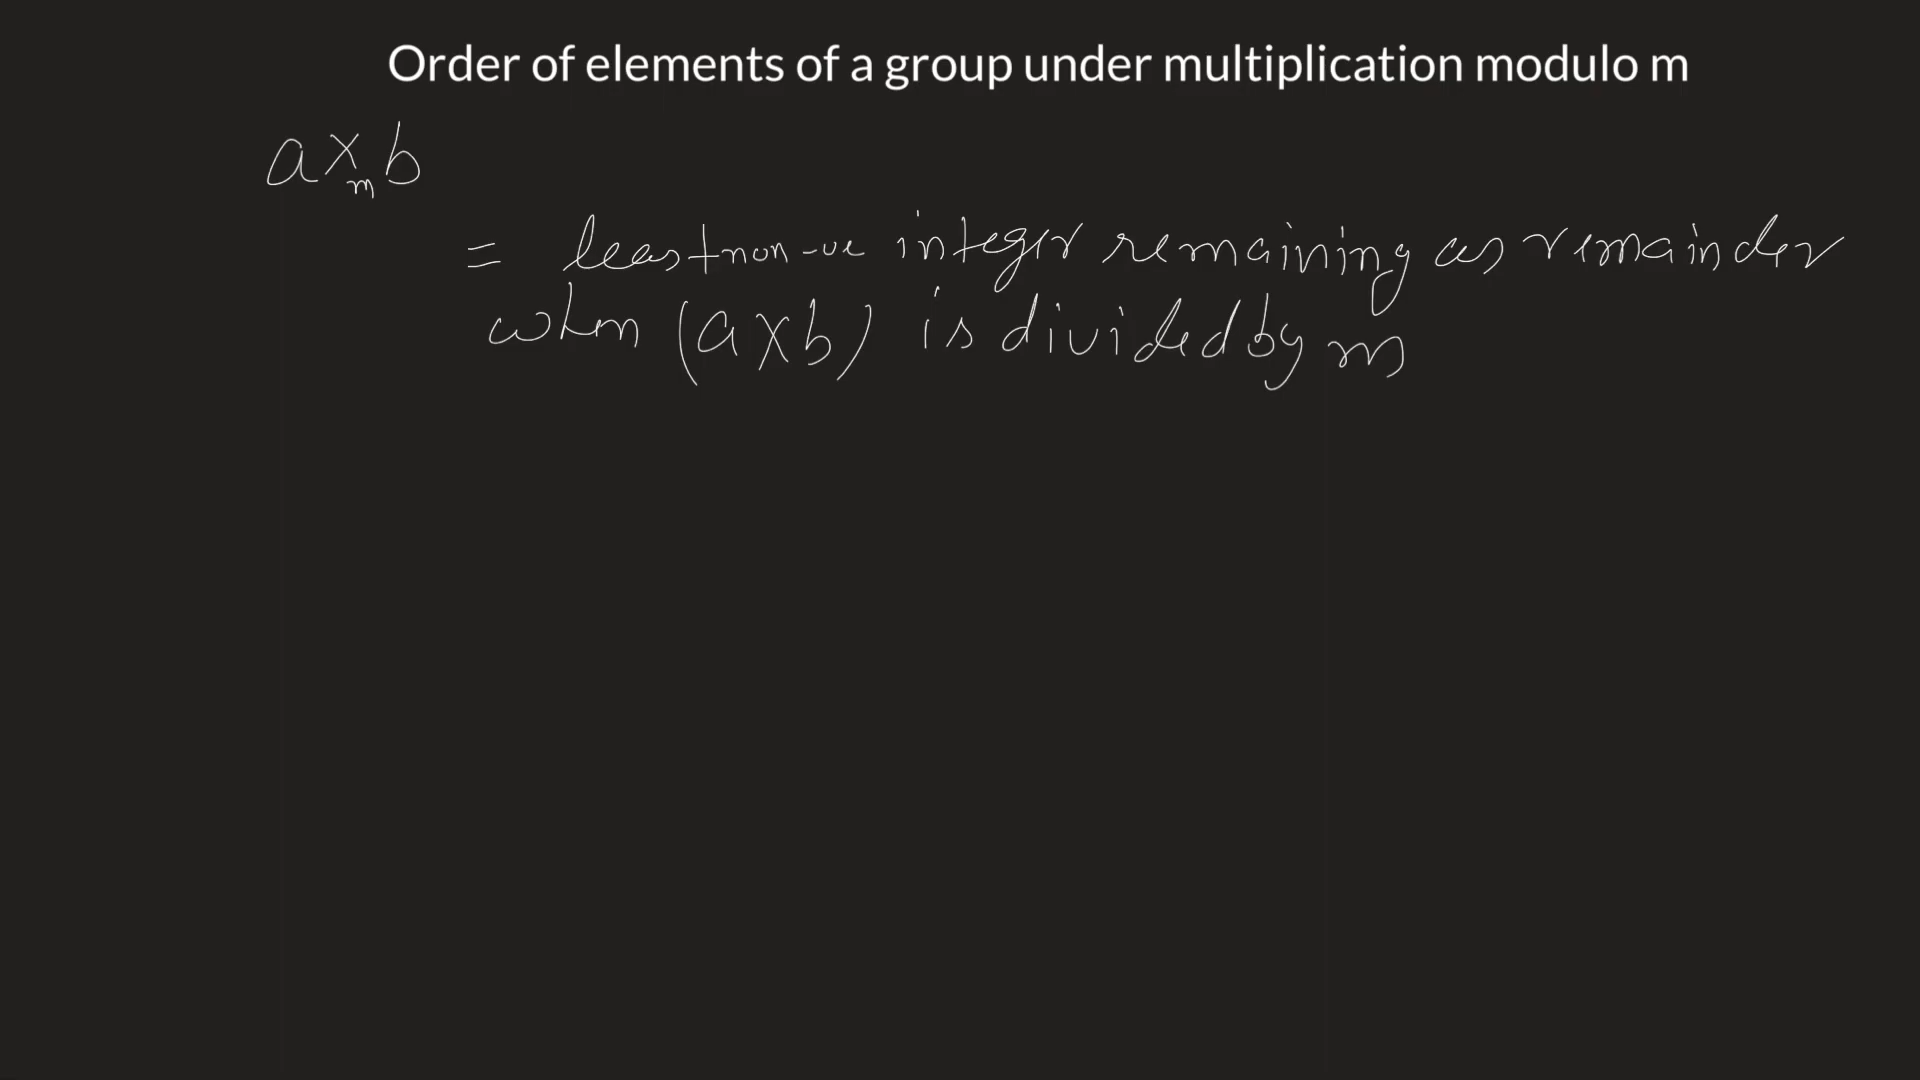 Order of elements of a group under multiplication modulo m
a ×ₘ b
= least non -ve integer remaining as remainder
when (a×b) is divided by m